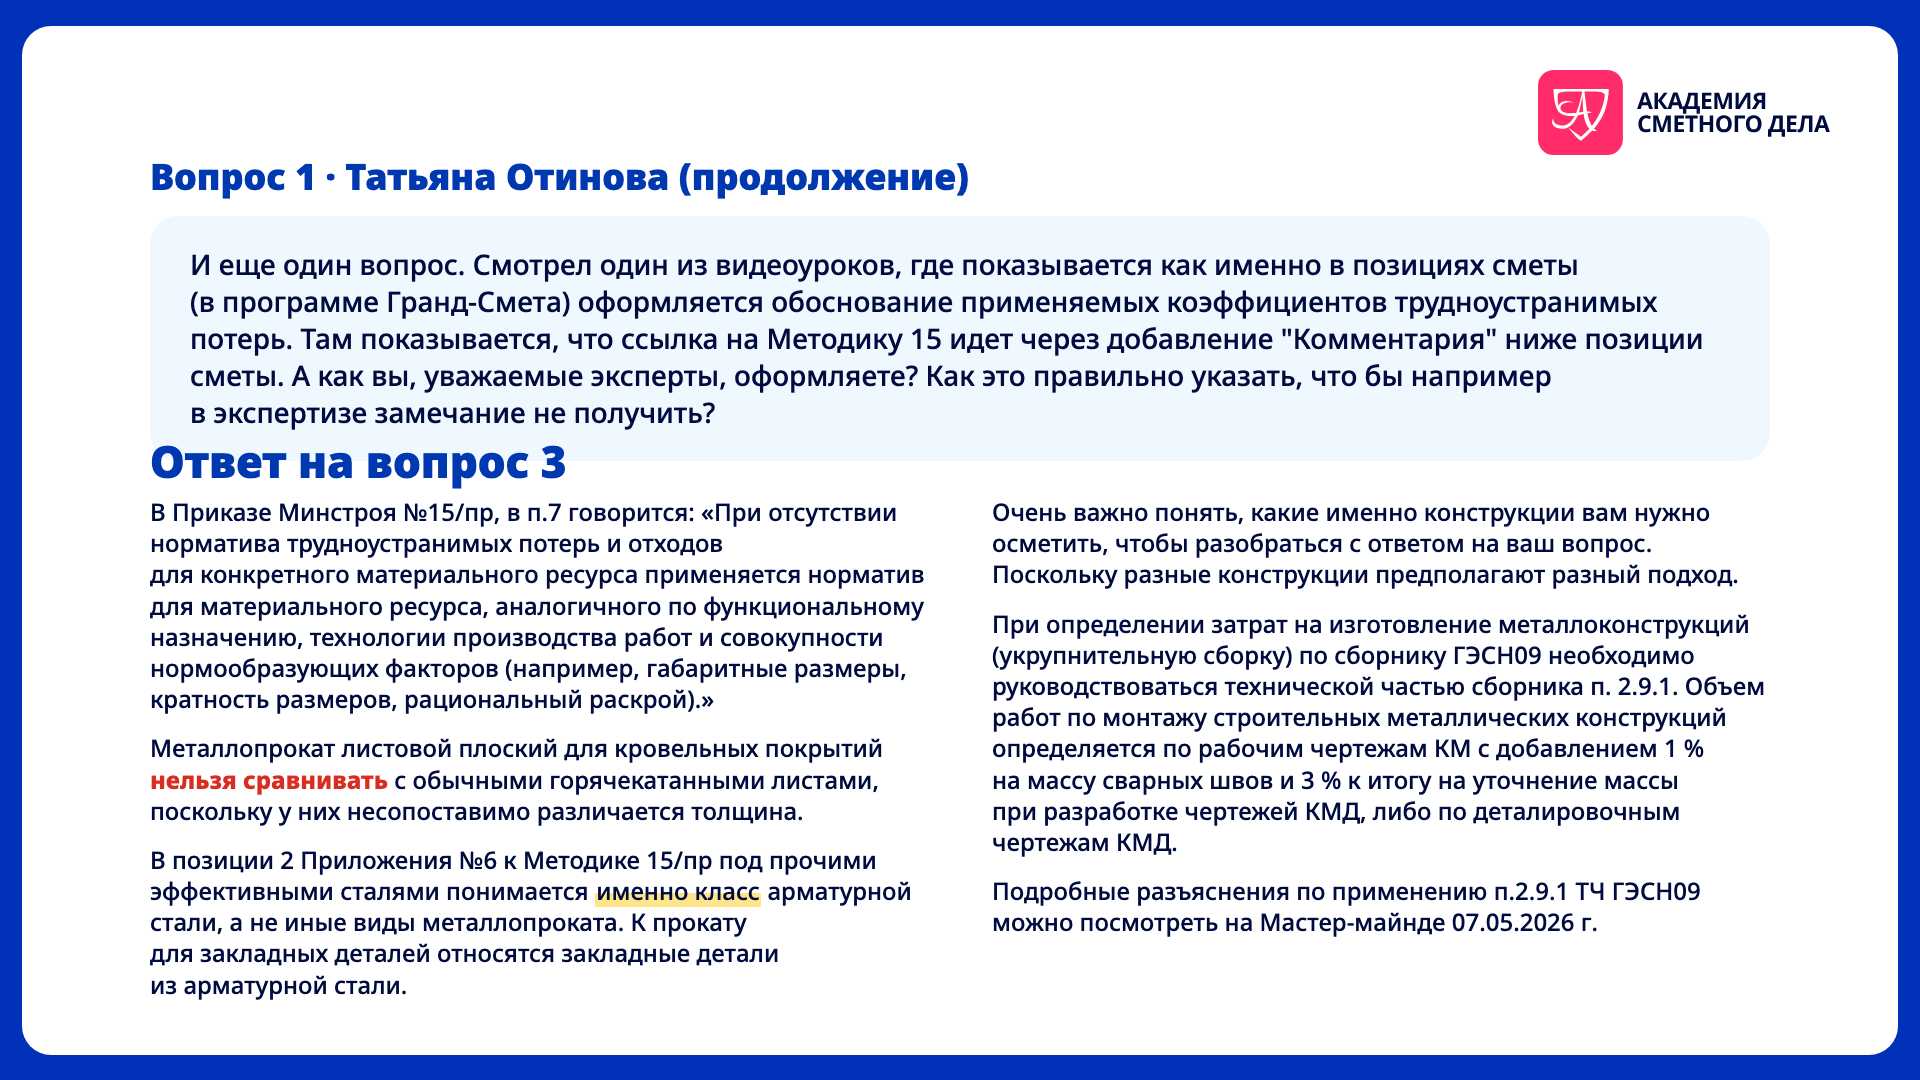 АКАДЕМИЯ
СМЕТНОГО ДЕЛА
Вопрос 1 · Татьяна Отинова (продолжение)
И еще один вопрос. Смотрел один из видеоуроков, где показывается как именно в позициях сметы
(в программе Гранд-Смета) оформляется обоснование применяемых коэффициентов трудноустранимых
потерь. Там показывается, что ссылка на Методику 15 идет через добавление "Комментария" ниже позиции
сметы. А как вы, уважаемые эксперты, оформляете? Как это правильно указать, что бы например
в экспертизе замечание не получить?
Ответ на вопрос 3
В Приказе Минстроя №15/пр, в п.7 говорится: «При отсутствии
норматива трудноустранимых потерь и отходов
для конкретного материального ресурса применяется норматив
для материального ресурса, аналогичного по функциональному
назначению, технологии производства работ и совокупности
нормообразующих факторов (например, габаритные размеры,
кратность размеров, рациональный раскрой).»
Металлопрокат листовой плоский для кровельных покрытий
нельзя сравнивать с обычными горячекатанными листами,
поскольку у них несопоставимо различается толщина.
В позиции 2 Приложения №6 к Методике 15/пр под прочими
эффективными сталями понимается именно класс арматурной
стали, а не иные виды металлопроката. К прокату
для закладных деталей относятся закладные детали
из арматурной стали.
Очень важно понять, какие именно конструкции вам нужно
осметить, чтобы разобраться с ответом на ваш вопрос.
Поскольку разные конструкции предполагают разный подход.
При определении затрат на изготовление металлоконструкций
(укрупнительную сборку) по сборнику ГЭСН09 необходимо
руководствоваться технической частью сборника п. 2.9.1. Объем
работ по монтажу строительных металлических конструкций
определяется по рабочим чертежам КМ с добавлением 1 %
на массу сварных швов и 3 % к итогу на уточнение массы
при разработке чертежей КМД, либо по деталировочным
чертежам КМД.
Подробные разъяснения по применению п.2.9.1 ТЧ ГЭСН09
можно посмотреть на Мастер-майнде 07.05.2026 г.